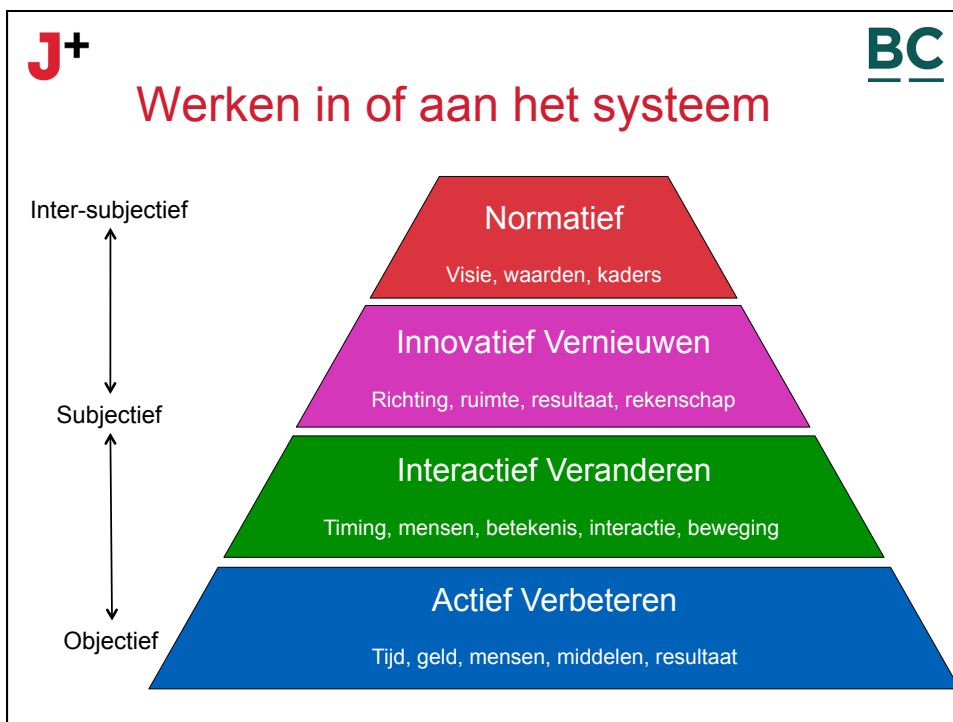 J+
BC
Werken in of aan het systeem
Inter-subjectief
Normatief
Visie, waarden, kaders
Innovatief Vernieuwen
Richting, ruimte, resultaat, rekenschap
Subjectief
Interactief Veranderen
Timing, mensen, betekenis, interactie, beweging
Actief Verbeteren
Objectief
Tijd, geld, mensen, middelen, resultaat